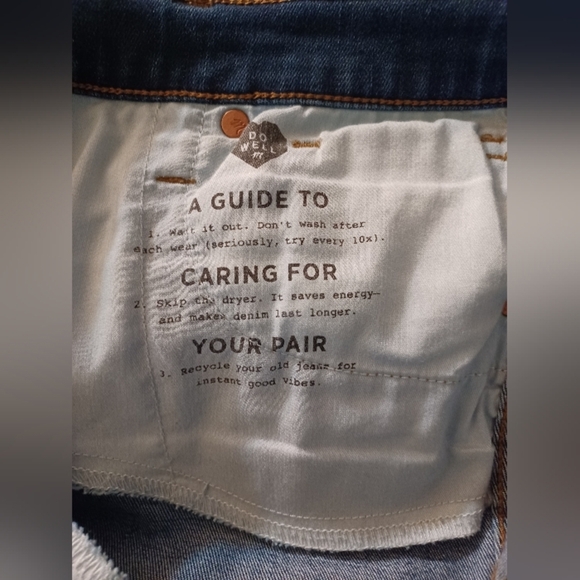 DO
WELL
m
A GUIDE TO
1. Wait it out. Don't wash after
each wear (seriously, try every 10x).
CARING FOR
2. Skip the dryer. It saves energy—
and makes denim last longer.
YOUR PAIR
3. Recycle your old jeans for
instant good vibes.